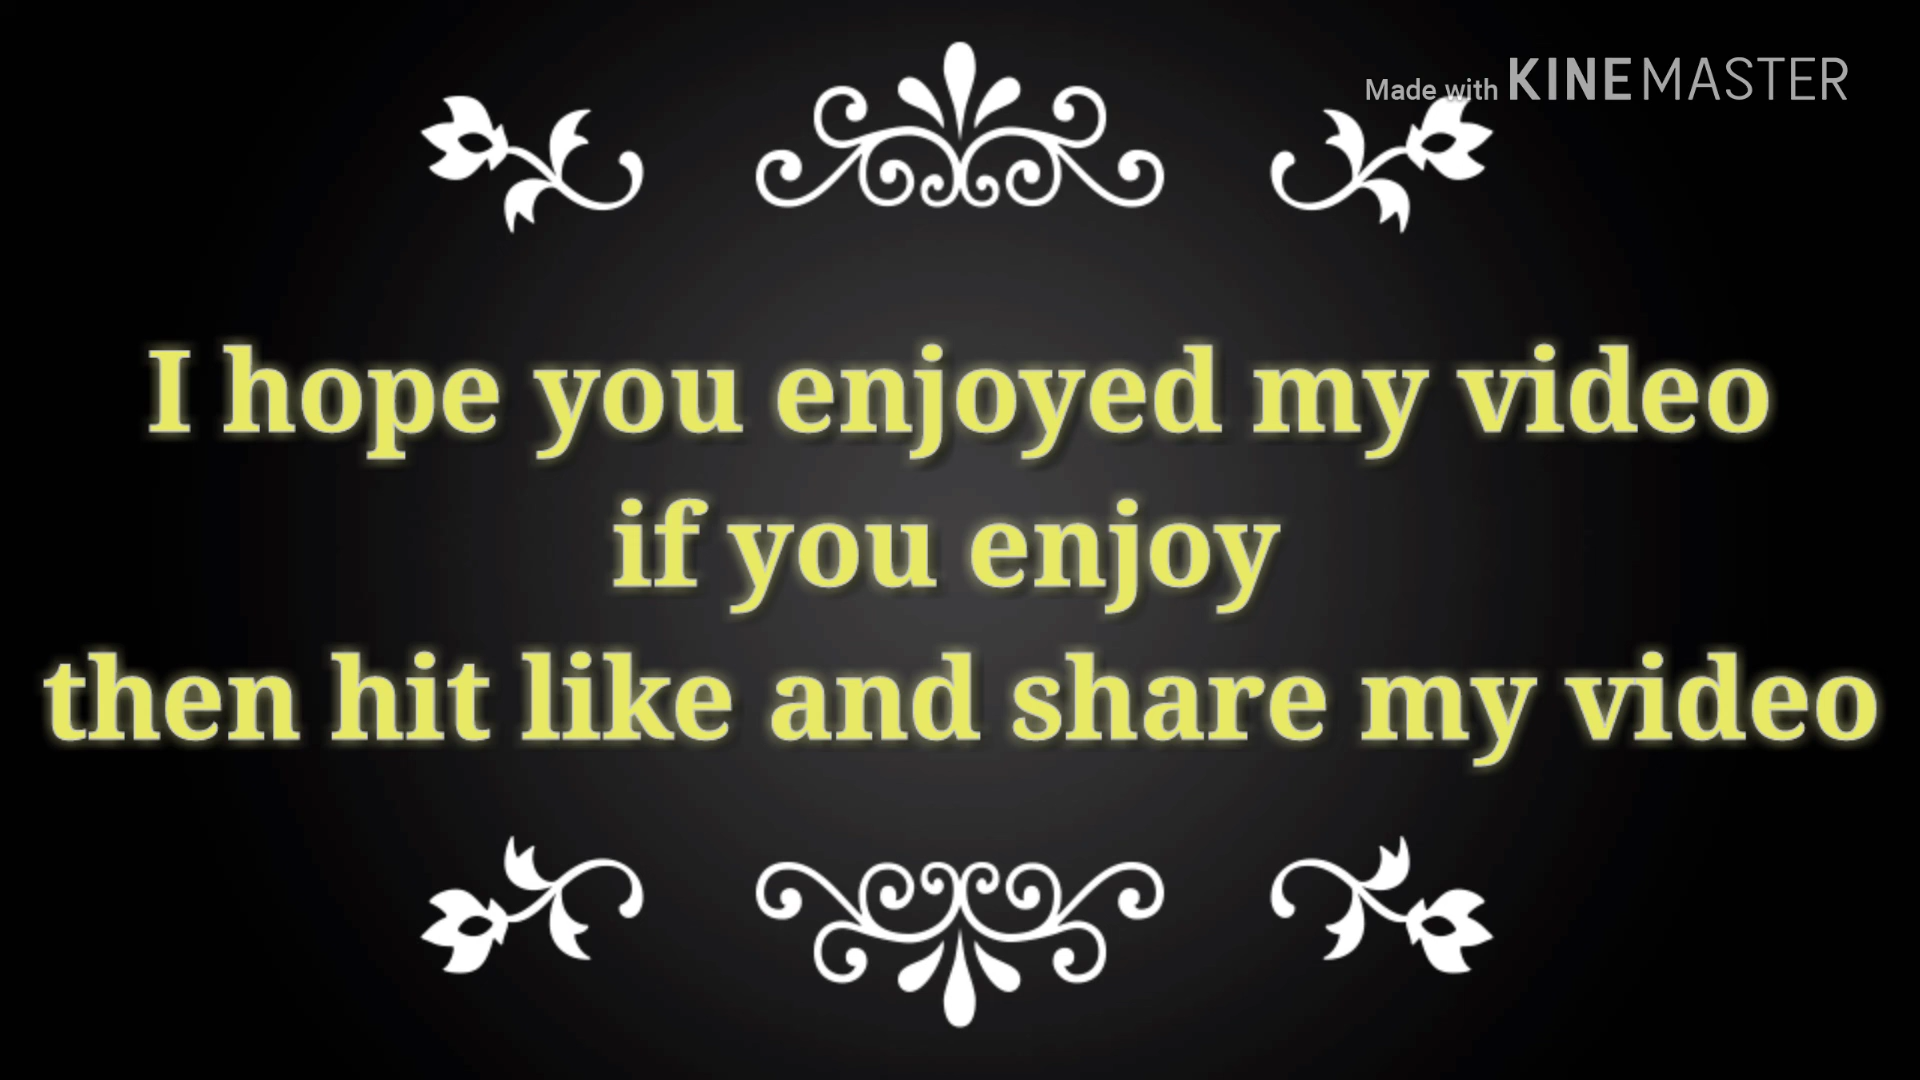 Made with KINEMASTER
I hope you enjoyed my video
if you enjoy
then hit like and share my video